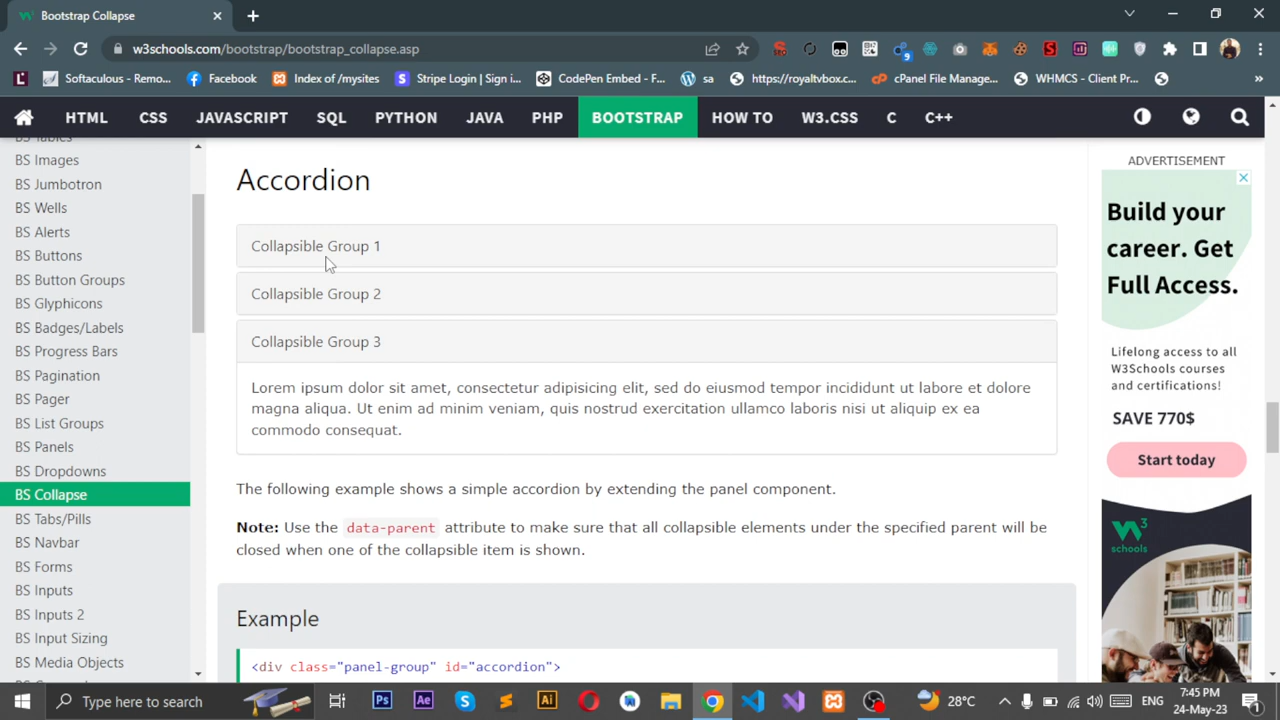 Bootstrap Collapse
w3schools.com/bootstrap/bootstrap_collapse.asp
9
Softaculous - Remo...
Facebook
Index of /mysites
Stripe Login | Sign i...
CodePen Embed - F...
sa
https://royaltvbox.c...
cPanel File Manage...
WHMCS - Client Pr...
HTML
CSS
JAVASCRIPT
SQL
PYTHON
JAVA
PHP
BOOTSTRAP
HOW TO
W3.CSS
C
C++
BS Tables
BS Images
BS Jumbotron
BS Wells
BS Alerts
BS Buttons
BS Button Groups
BS Glyphicons
BS Badges/Labels
BS Progress Bars
BS Pagination
BS Pager
BS List Groups
BS Panels
BS Dropdowns
BS Collapse
BS Tabs/Pills
BS Navbar
BS Forms
BS Inputs
BS Inputs 2
BS Input Sizing
BS Media Objects
Accordion
Collapsible Group 1
Collapsible Group 2
Collapsible Group 3
Lorem ipsum dolor sit amet, consectetur adipisicing elit, sed do eiusmod tempor incididunt ut labore et dolore
magna aliqua. Ut enim ad minim veniam, quis nostrud exercitation ullamco laboris nisi ut aliquip ex ea
commodo consequat.
The following example shows a simple accordion by extending the panel component.
Note: Use the data-parent attribute to make sure that all collapsible elements under the specified parent will be
closed when one of the collapsible item is shown.
Example
<div class="panel-group" id="accordion">
ADVERTISEMENT
Build your
career. Get
Full Access.
Lifelong access to all
W3Schools courses
and certifications!
SAVE 770$
Start today
W3
schools
Type here to search
Ps
Ae
Ai
28°C
ENG
7:45 PM
24-May-23
1